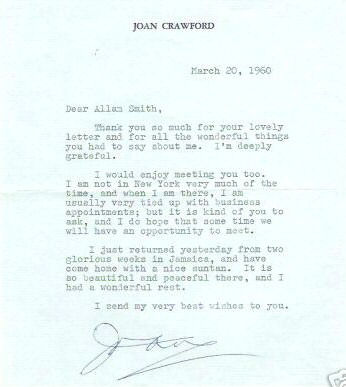 JOAN CRAWFORD
March 20, 1960
Dear Allan Smith,
Thank you so much for your lovely
letter and for all the wonderful things
you had to say about me. I'm deeply
grateful.
I would enjoy meeting you too.
I am not in New York very much of the
time, and when I am there, I am
usually very tied up with business
appointments; but it is kind of you to
ask, and I do hope that some time we
will have an opportunity to meet.
I just returned yesterday from two
glorious weeks in Jamaica, and have
come home with a nice suntan. It is
so beautiful and peaceful there, and I
had a wonderful rest.
I send my very best wishes to you.
Joan